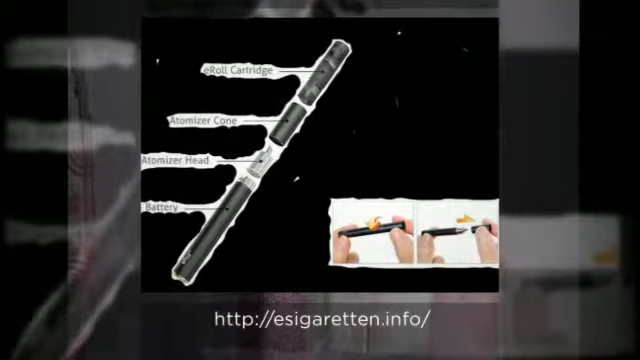 eRoll Cartridge
Atomizer Cone
Atomizer Head
Battery
http://esigaretten.info/